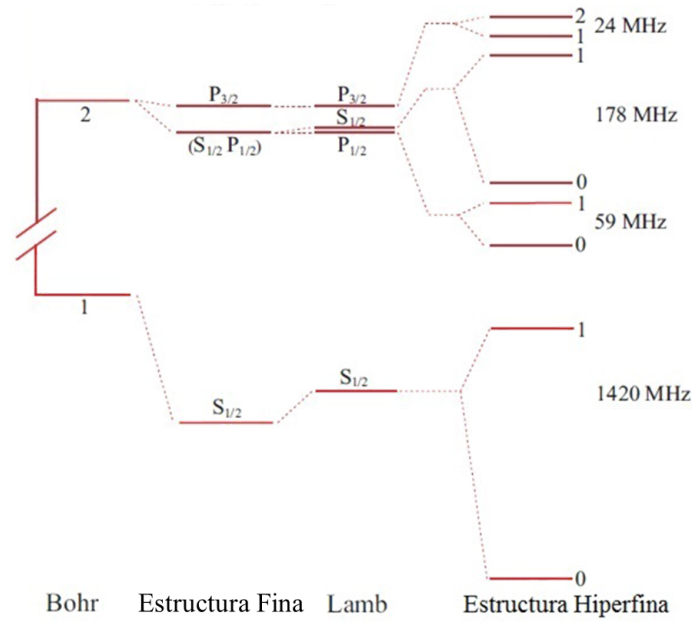 2 24 MHz
1
1
P3/2 P3/2
2 S1/2 178 MHz
(S1/2 P1/2) P1/2
0
1
59 MHz
0
1
1
S1/2 1420 MHz
S1/2
0
Bohr Estructura Fina Lamb Estructura Hiperfina